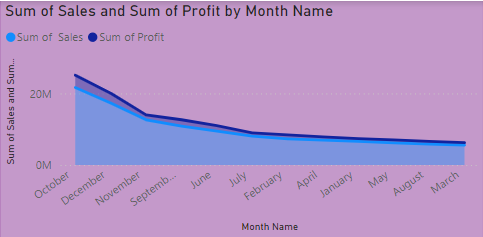 Sum of Sales and Sum of Profit by Month Name
Sum of Sales Sum of Profit
Sum of Sales and Sum...
20M
0M
October December November Septemb... June July February April January May August March
Month Name